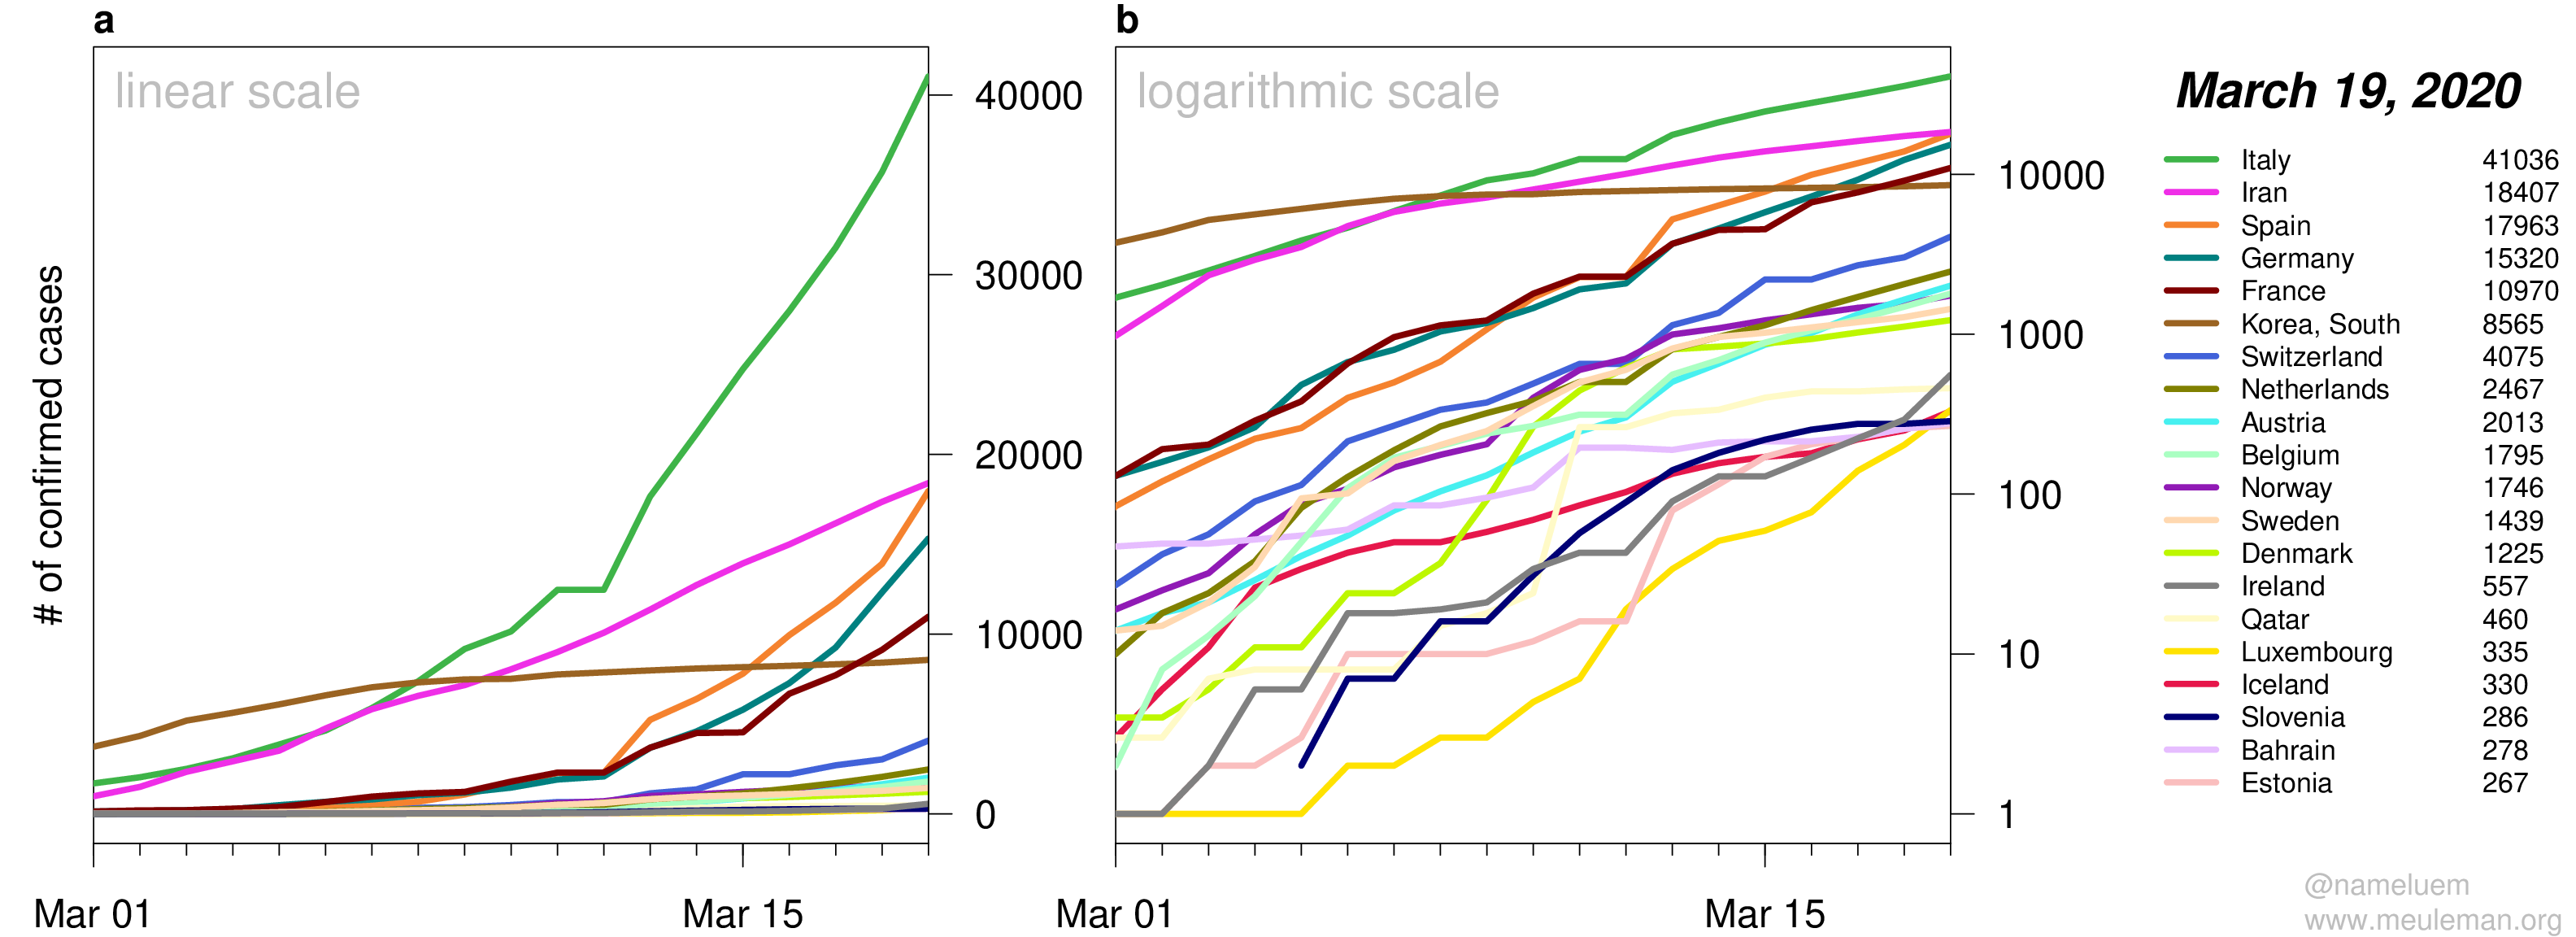 a
linear scale
# of confirmed cases
40000
30000
20000
10000
0
Mar 01
Mar 15
b
logarithmic scale
10000
1000
100
10
1
Mar 01
Mar 15
March 19, 2020
Italy 41036
Iran 18407
Spain 17963
Germany 15320
France 10970
Korea, South 8565
Switzerland 4075
Netherlands 2467
Austria 2013
Belgium 1795
Norway 1746
Sweden 1439
Denmark 1225
Ireland 557
Qatar 460
Luxembourg 335
Iceland 330
Slovenia 286
Bahrain 278
Estonia 267
@nameluem
www.meuleman.org